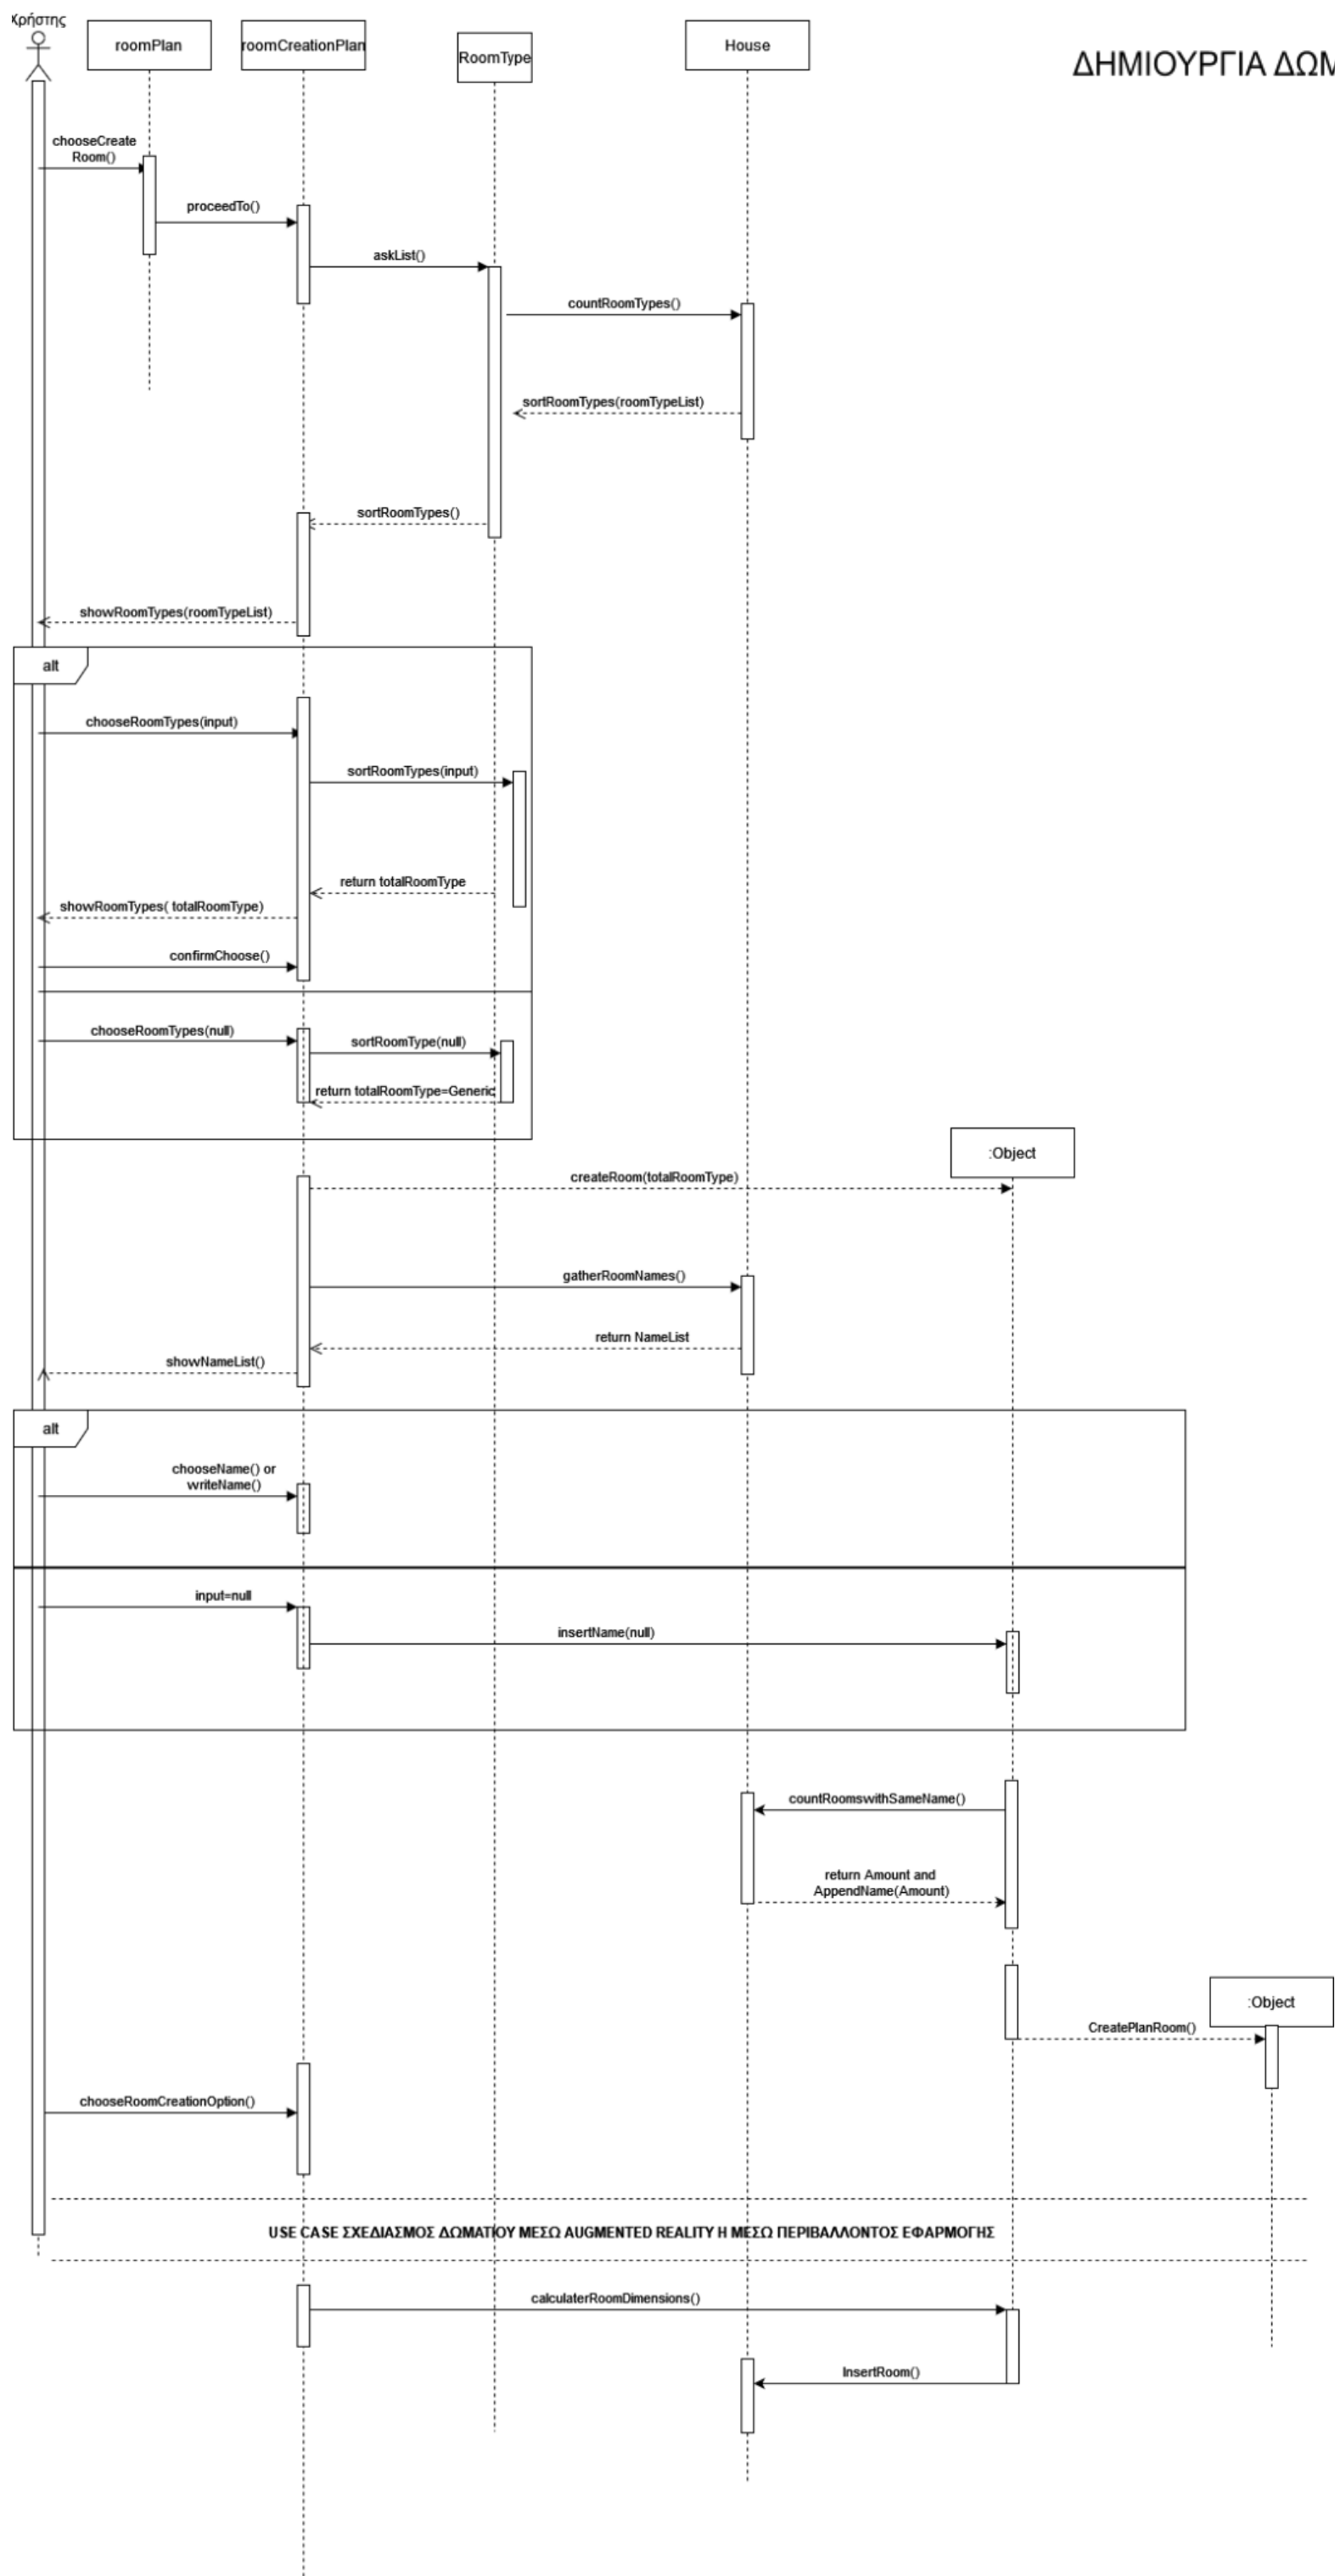 Χρήστης
roomPlan
roomCreationPlan
RoomType
House
ΔΗΜΙΟΥΡΓΙΑ ΔΩΜ
chooseCreate
Room()
proceedTo()
askList()
countRoomTypes()
sortRoomTypes(roomTypeList)
sortRoomTypes()
showRoomTypes(roomTypeList)
alt
chooseRoomTypes(input)
sortRoomTypes(input)
return totalRoomType
showRoomTypes( totalRoomType)
confirmChoose()
chooseRoomTypes(null)
sortRoomType(null)
return totalRoomType=Generic
:Object
createRoom(totalRoomType)
gatherRoomNames()
return NameList
showNameList()
alt
chooseName() or
writeName()
input=null
insertName(null)
countRoomswithSameName()
return Amount and
AppendName(Amount)
:Object
CreatePlanRoom()
chooseRoomCreationOption()
USE CASE ΣΧΕΔΙΑΣΜΟΣ ΔΩΜΑΤΙΟΥ ΜΕΣΩ AUGMENTED REALITY Η ΜΕΣΩ ΠΕΡΙΒΑΛΛΟΝΤΟΣ ΕΦΑΡΜΟΓΗΣ
calculaterRoomDimensions()
InsertRoom()